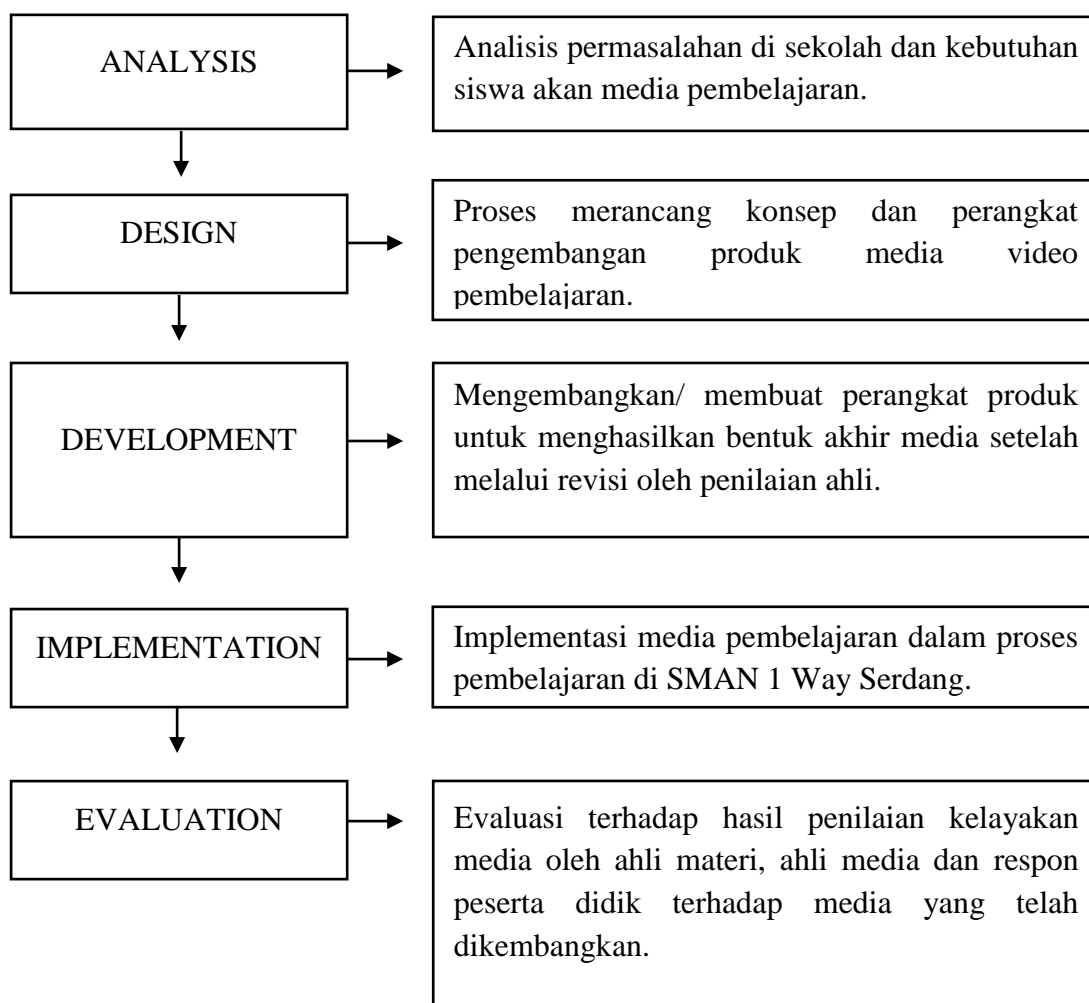 ANALYSIS
Analisis permasalahan di sekolah dan kebutuhan
siswa akan media pembelajaran.
DESIGN
Proses merancang konsep dan perangkat
pengembangan produk media video
pembelajaran.
DEVELOPMENT
Mengembangkan/ membuat perangkat produk
untuk menghasilkan bentuk akhir media setelah
melalui revisi oleh penilaian ahli.
IMPLEMENTATION
Implementasi media pembelajaran dalam proses
pembelajaran di SMAN 1 Way Serdang.
EVALUATION
Evaluasi terhadap hasil penilaian kelayakan
media oleh ahli materi, ahli media dan respon
peserta didik terhadap media yang telah
dikembangkan.